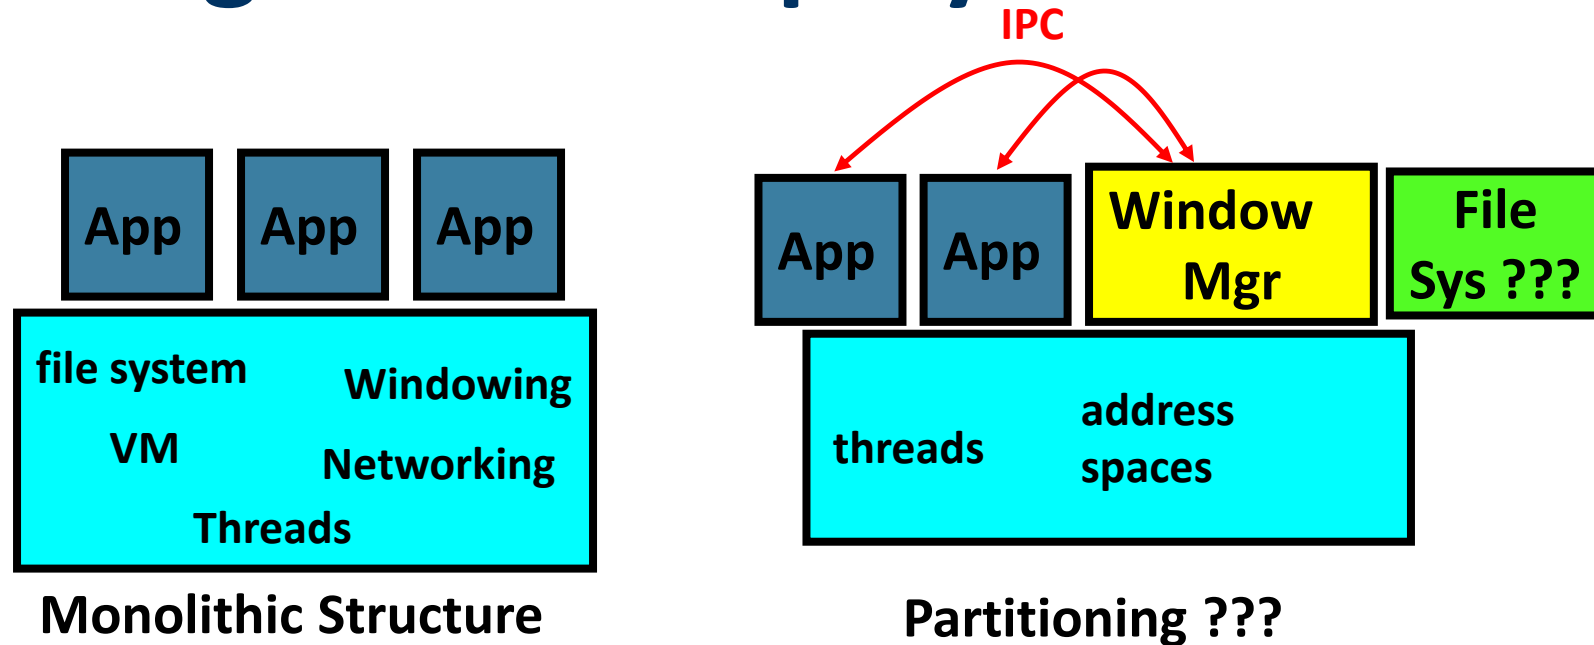 IPC
App
App
App
file system
Windowing
VM
Networking
Threads
Monolithic Structure
App
App
Window
Mgr
File
Sys ???
threads
address
spaces
Partitioning ???